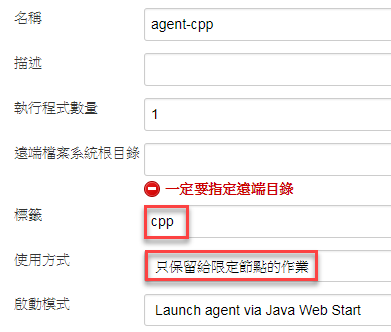 名稱
agent-cpp
描述
執行程式數量
1
遠端檔案系統根目錄
一定要指定遠端目錄
標籤
cpp
使用方式
只保留給限定節點的作業
啟動模式
Launch agent via Java Web Start